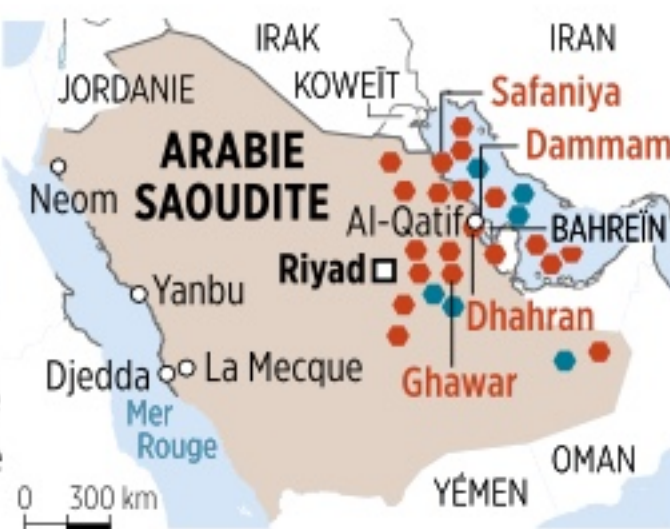 IRAK
IRAN
JORDANIE
KOWEÏT
Safaniya
Dammam
ARABIE
SAOUDITE
Neom
Al-Qatif
BAHREÏN
Riyad
Yanbu
Dhahran
Djedda
La Mecque
Ghawar
Mer
Rouge
OMAN
YÉMEN
0 300 km